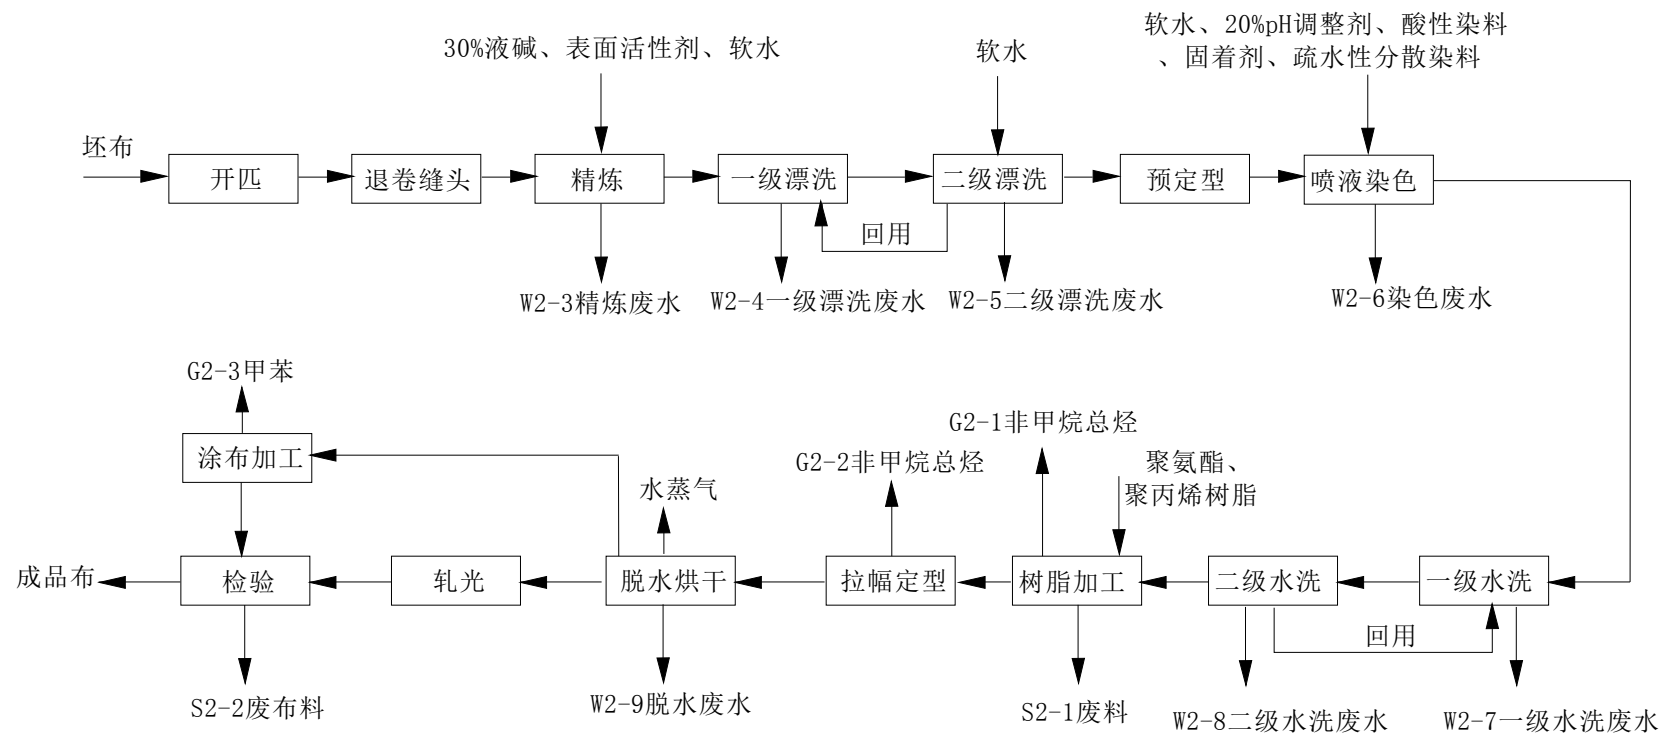 软水、20%pH调整剂、酸性染料
、固着剂、疏水性分散染料
30%液碱、表面活性剂、软水
软水
坯布
开匹
退卷缝头
精炼
一级漂洗
二级漂洗
预定型
喷液染色
回用
W2-3精炼废水
W2-4一级漂洗废水
W2-5二级漂洗废水
W2-6染色废水
G2-3甲苯
G2-1非甲烷总烃
涂布加工
G2-2非甲烷总烃
聚氨酯、
聚丙烯树脂
水蒸气
成品布
检验
轧光
脱水烘干
拉幅定型
树脂加工
二级水洗
一级水洗
回用
S2-2废布料
W2-9脱水废水
S2-1废料
W2-8二级水洗废水
W2-7一级水洗废水